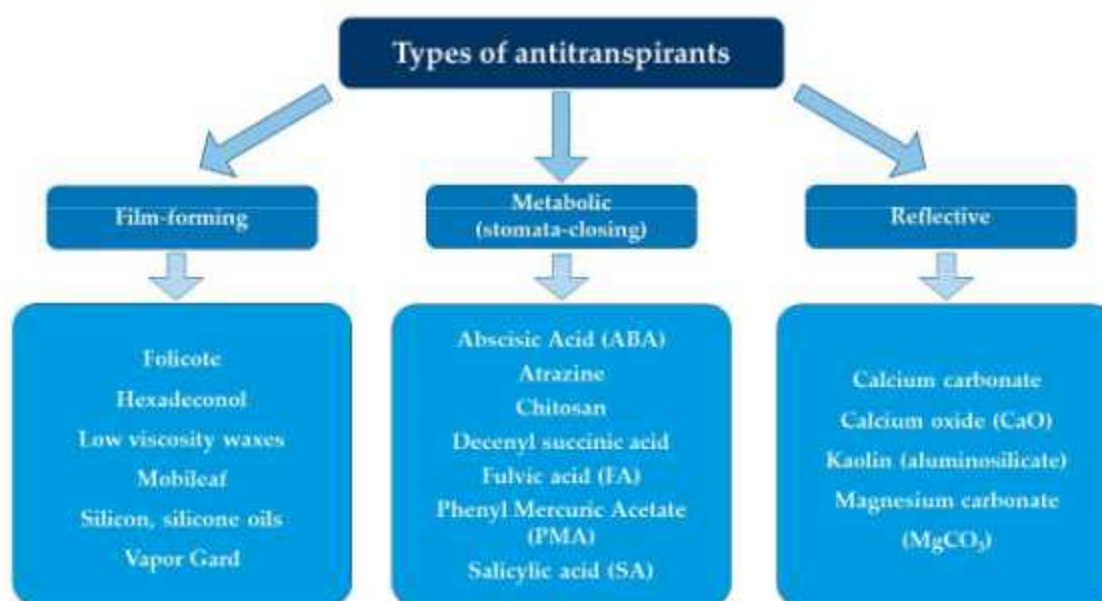 Types of antitranspirants
Film-forming
Metabolic
(stomata-closing)
Reflective
Folicote
Hexadeconol
Low viscosity waxes
Mobileaf
Silicon, silicone oils
Vapor Gard
Abscisic Acid (ABA)
Atrazine
Chitosan
Decenyl succinic acid
Fulvic acid (FA)
Phenyl Mercuric Acetate
(PMA)
Salicylic acid (SA)
Calcium carbonate
Calcium oxide (CaO)
Kaolin (aluminosilicate)
Magnesium carbonate
(MgCO₃)